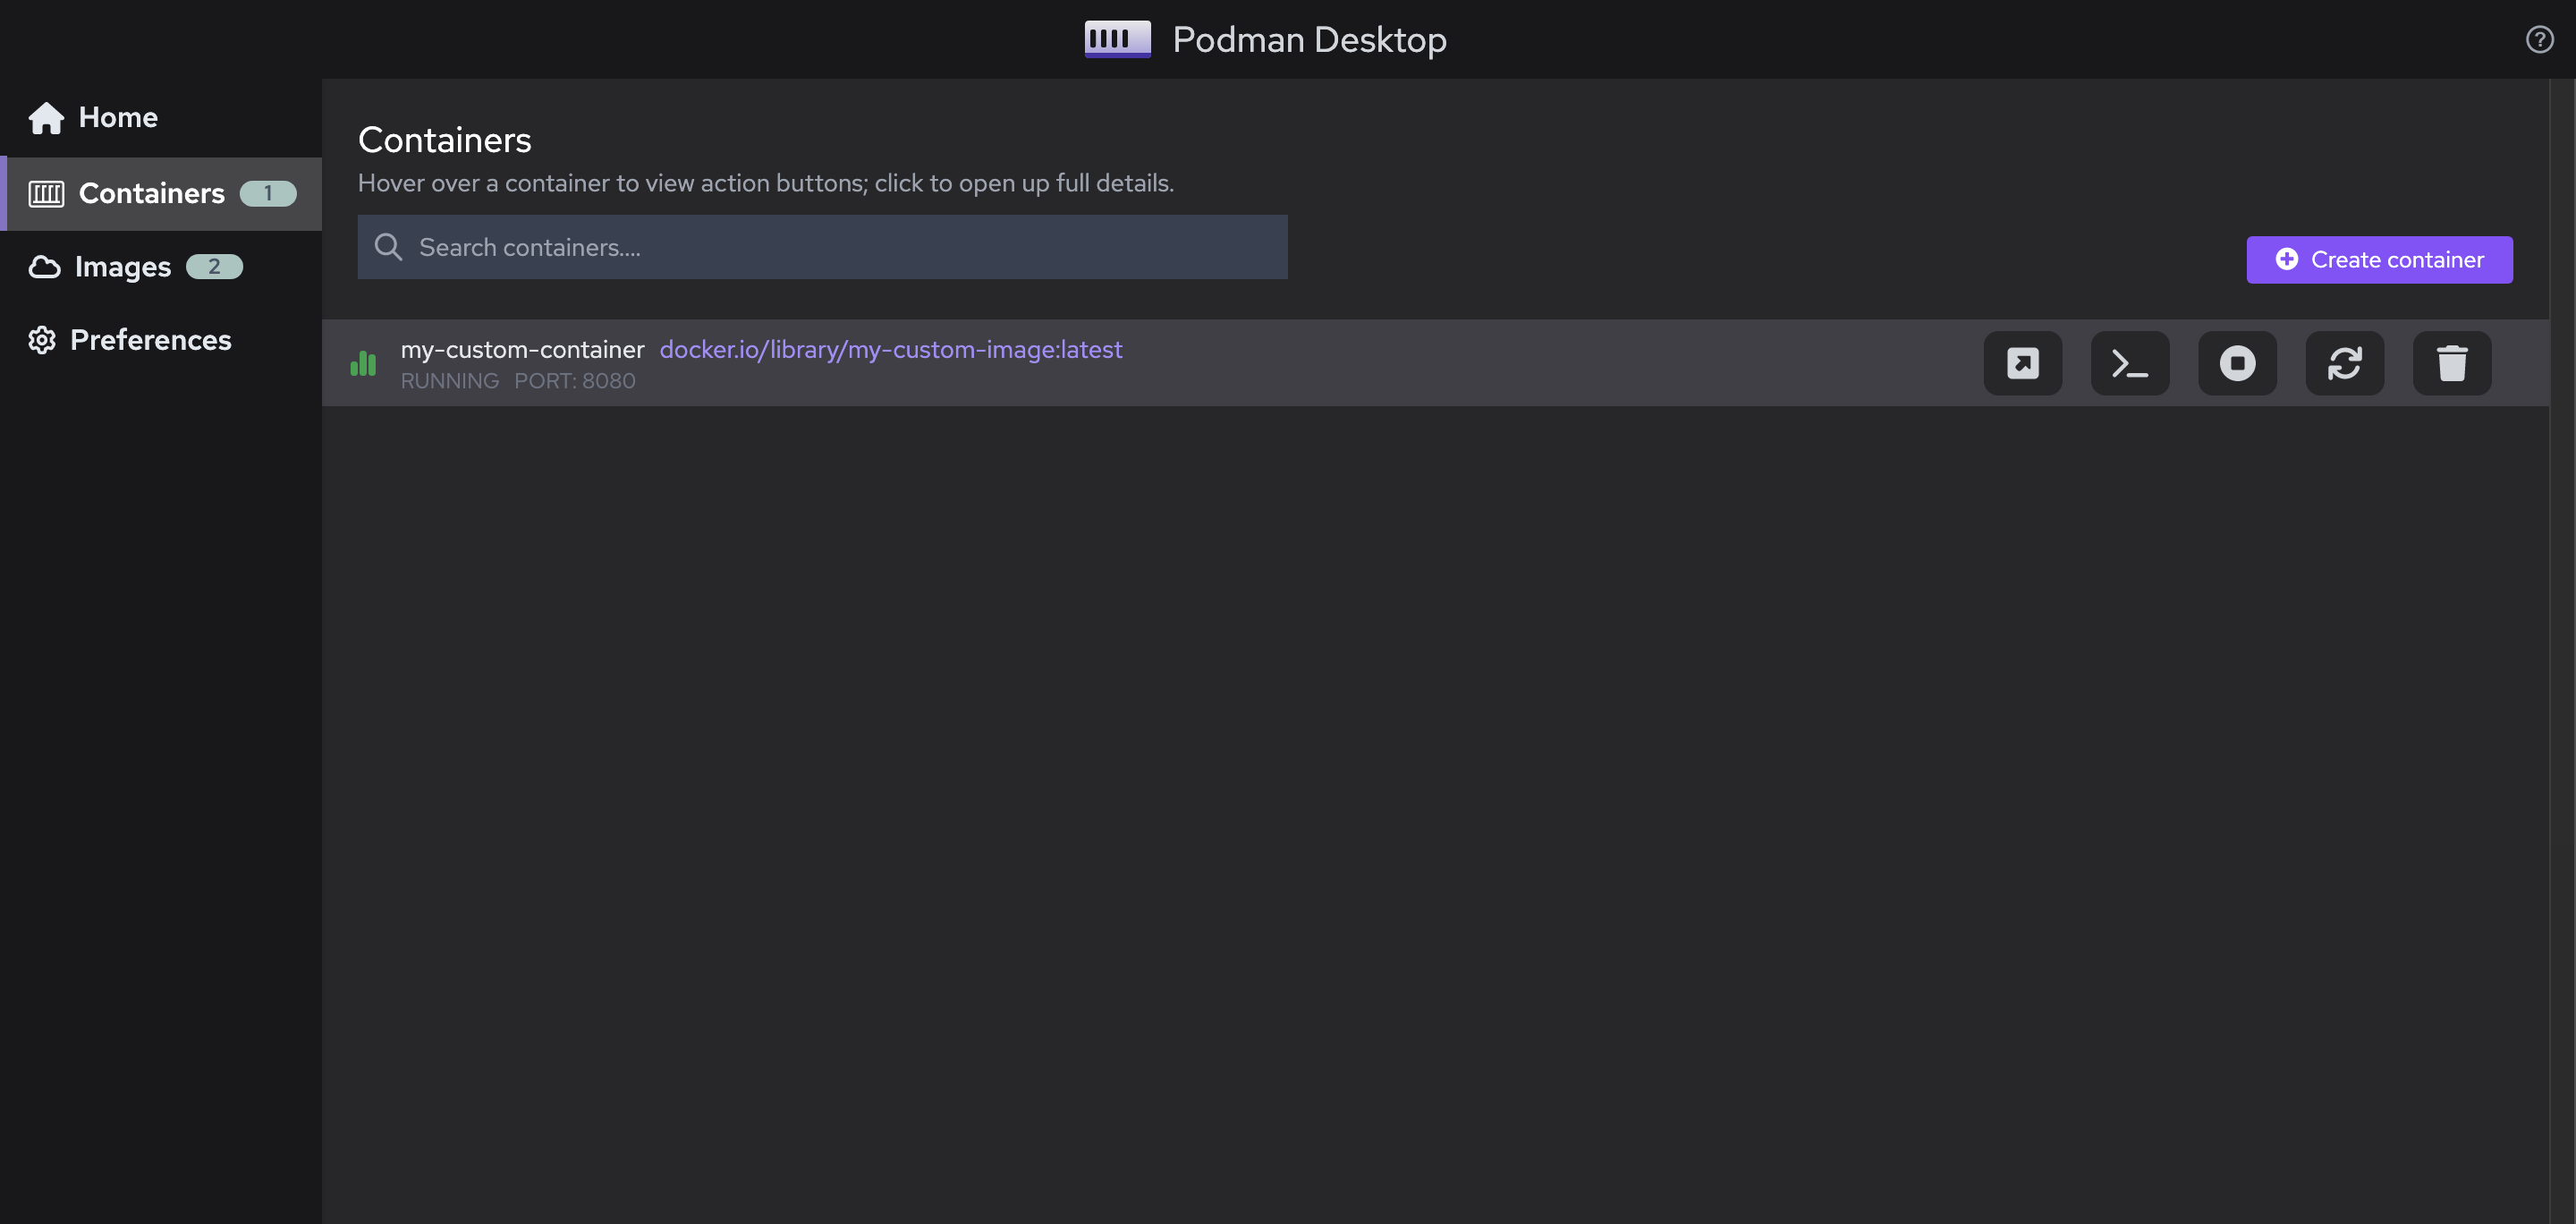 Podman Desktop
Home
Containers 1
Images 2
Preferences
Containers
Hover over a container to view action buttons; click to open up full details.
Search containers....
Create container
my-custom-container docker.io/library/my-custom-image:latest
RUNNING PORT: 8080